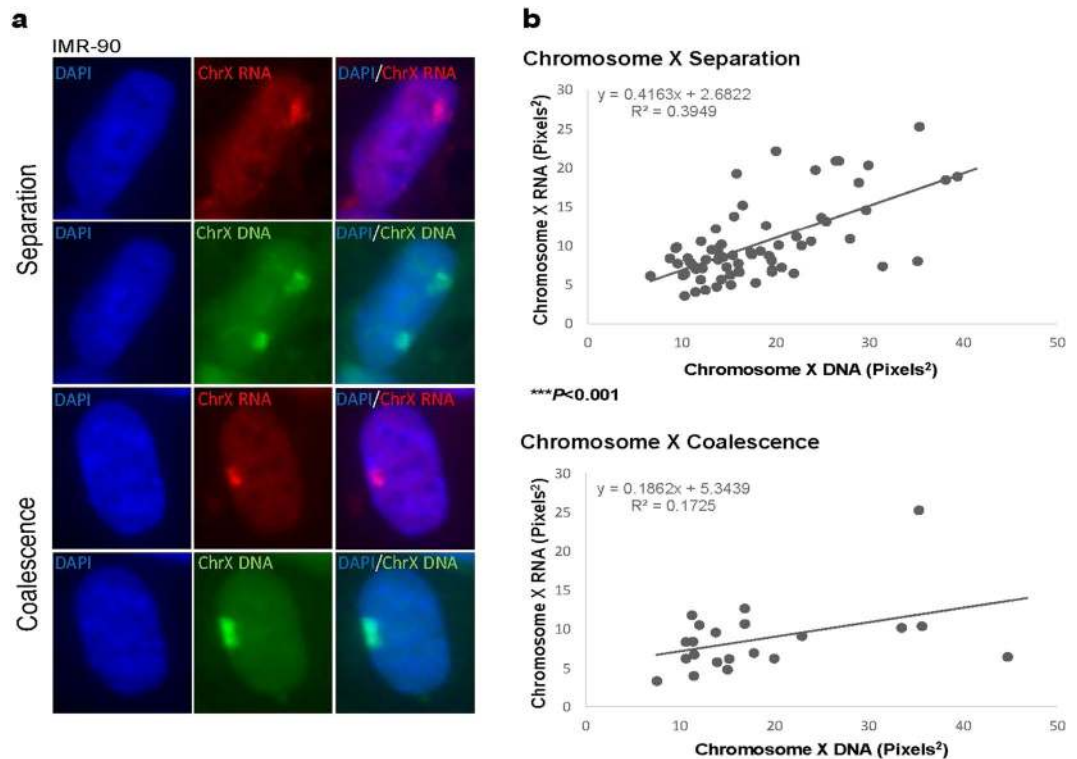 a
IMR-90
Separation
DAPI
ChrX RNA
DAPI/ChrX RNA
DAPI
ChrX DNA
DAPI/ChrX DNA
Coalescence
DAPI
ChrX RNA
DAPI/ChrX RNA
DAPI
ChrX DNA
DAPI/ChrX DNA
b
Chromosome X Separation
y = 0.4163x + 2.6822
R² = 0.3949
Chromosome X RNA (Pixels²)
30
25
20
15
10
5
0
0 10 20 30 40 50
Chromosome X DNA (Pixels²)
***P<0.001
Chromosome X Coalescence
y = 0.1862x + 5.3439
R² = 0.1725
Chromosome X RNA (Pixels²)
30
25
20
15
10
5
0
0 10 20 30 40 50
Chromosome X DNA (Pixels²)